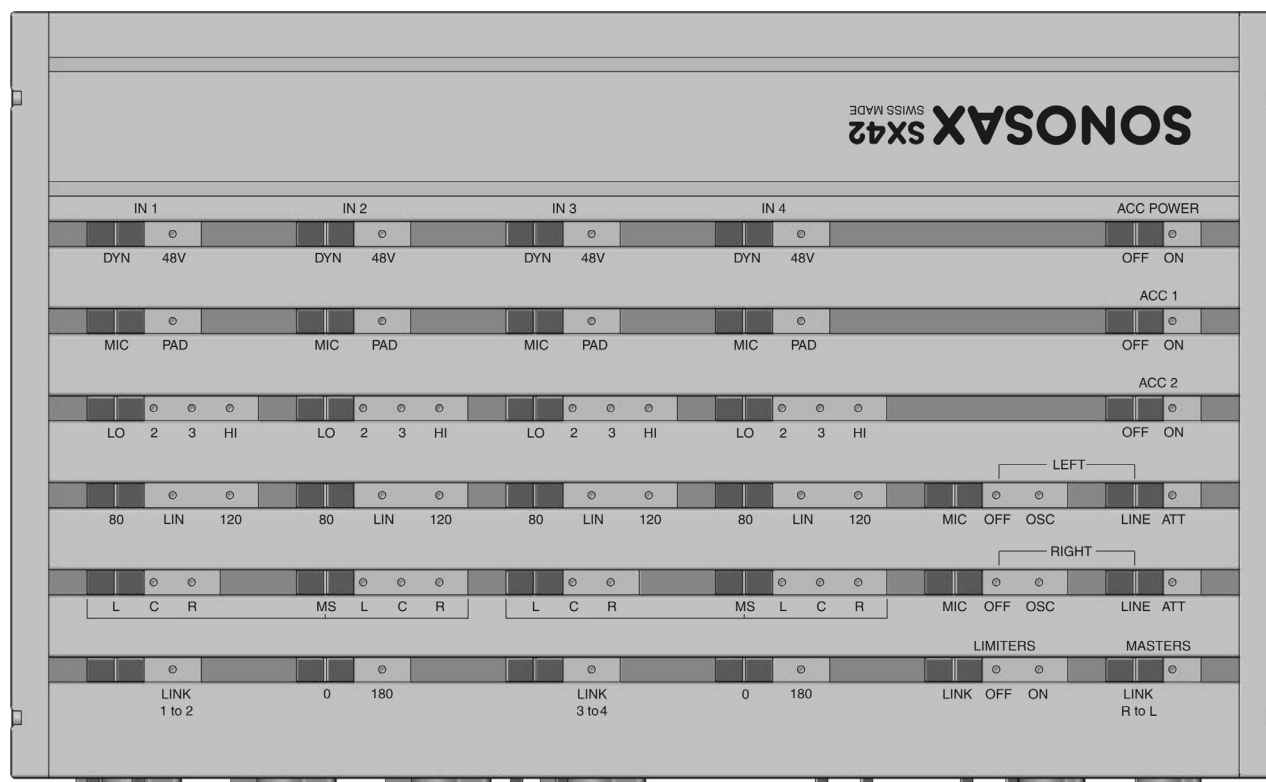 SONOSAX SX42
SWISS MADE
IN 1 IN 2 IN 3 IN 4 ACC POWER
DYN 48V DYN 48V DYN 48V DYN 48V OFF ON
ACC 1
MIC PAD MIC PAD MIC PAD MIC PAD OFF ON
ACC 2
LO 2 3 HI LO 2 3 HI LO 2 3 HI LO 2 3 HI OFF ON
LEFT
80 LIN 120 80 LIN 120 80 LIN 120 80 LIN 120 MIC OFF OSC LINE ATT
RIGHT
L C R MS L C R L C R MS L C R MIC OFF OSC LINE ATT
LIMITERS MASTERS
LINK 0 180 LINK 0 180 LINK OFF ON LINK
1 to 2 3 to 4 R to L